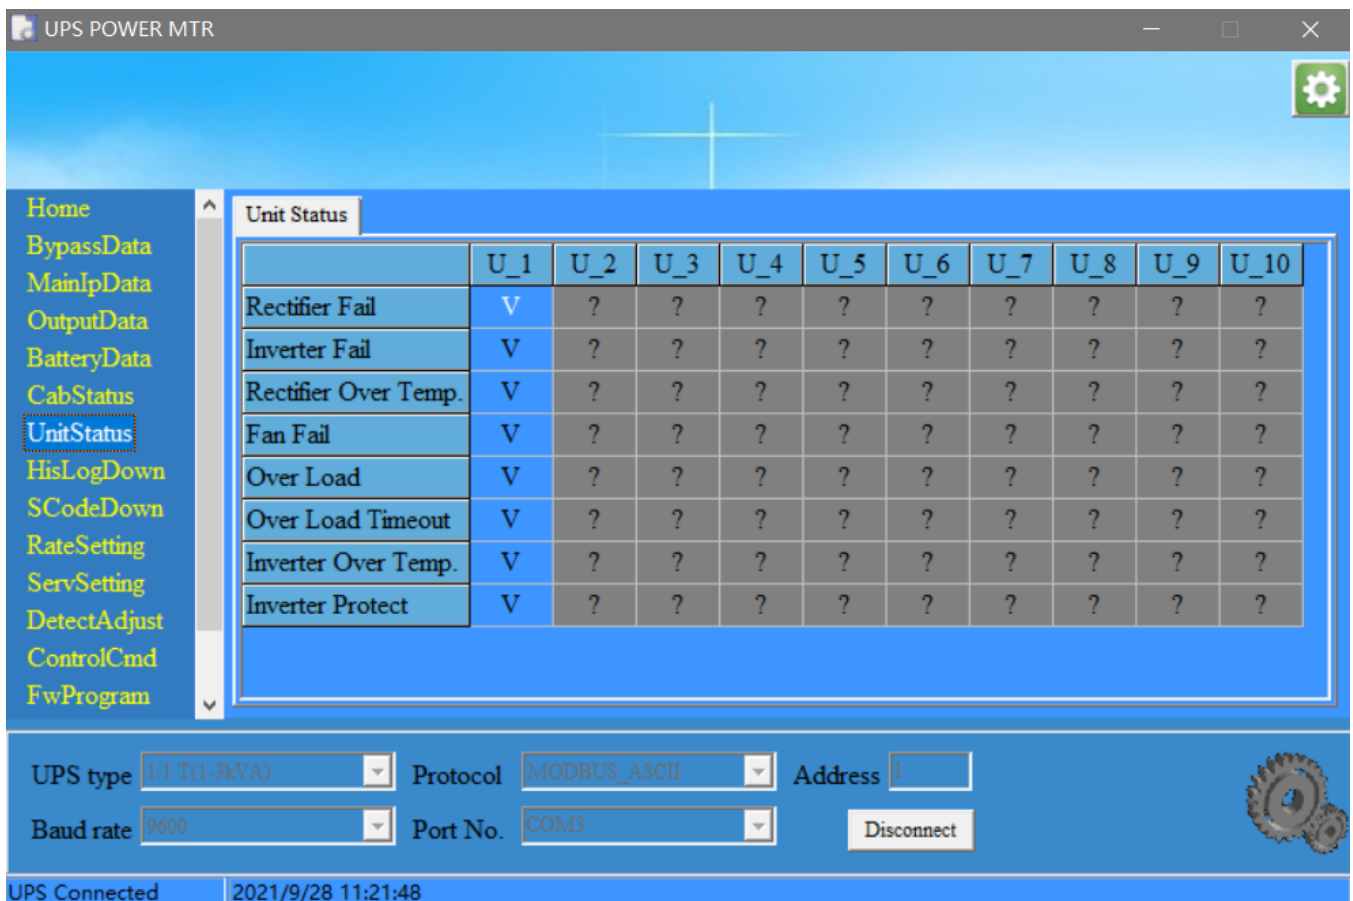 UPS POWER MTR
Home
BypassData
MainIpData
OutputData
BatteryData
CabStatus
UnitStatus
HisLogDown
SCodeDown
RateSetting
ServSetting
DetectAdjust
ControlCmd
FwProgram
Unit Status
U_1 U_2 U_3 U_4 U_5 U_6 U_7 U_8 U_9 U_10
Rectifier Fail V ? ? ? ? ? ? ? ? ?
Inverter Fail V ? ? ? ? ? ? ? ? ?
Rectifier Over Temp. V ? ? ? ? ? ? ? ? ?
Fan Fail V ? ? ? ? ? ? ? ? ?
Over Load V ? ? ? ? ? ? ? ? ?
Over Load Timeout V ? ? ? ? ? ? ? ? ?
Inverter Over Temp. V ? ? ? ? ? ? ? ? ?
Inverter Protect V ? ? ? ? ? ? ? ? ?
UPS type 1/1 T(1-3kVA) Protocol MODBUS_ASCII Address 1
Baud rate 9600 Port No. COM3 Disconnect
UPS Connected 2021/9/28 11:21:48